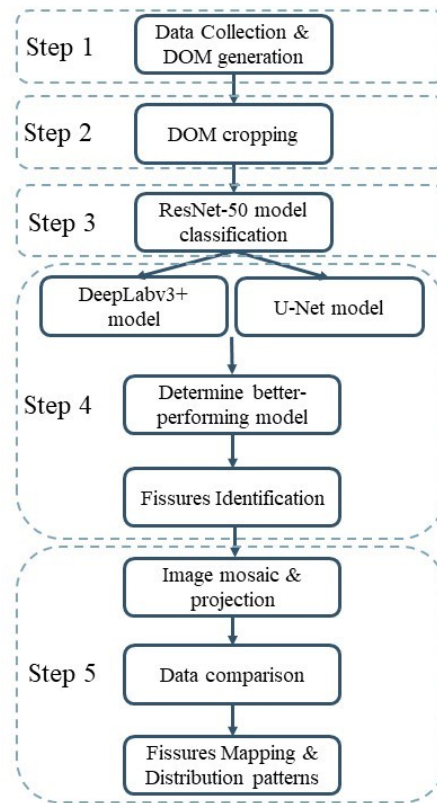 Step 1
Data Collection &
DOM generation
Step 2
DOM cropping
Step 3
ResNet-50 model
classification
Step 4
DeepLabv3+
model
U-Net model
Determine better-
performing model
Fissures Identification
Step 5
Image mosaic &
projection
Data comparison
Fissures Mapping &
Distribution patterns